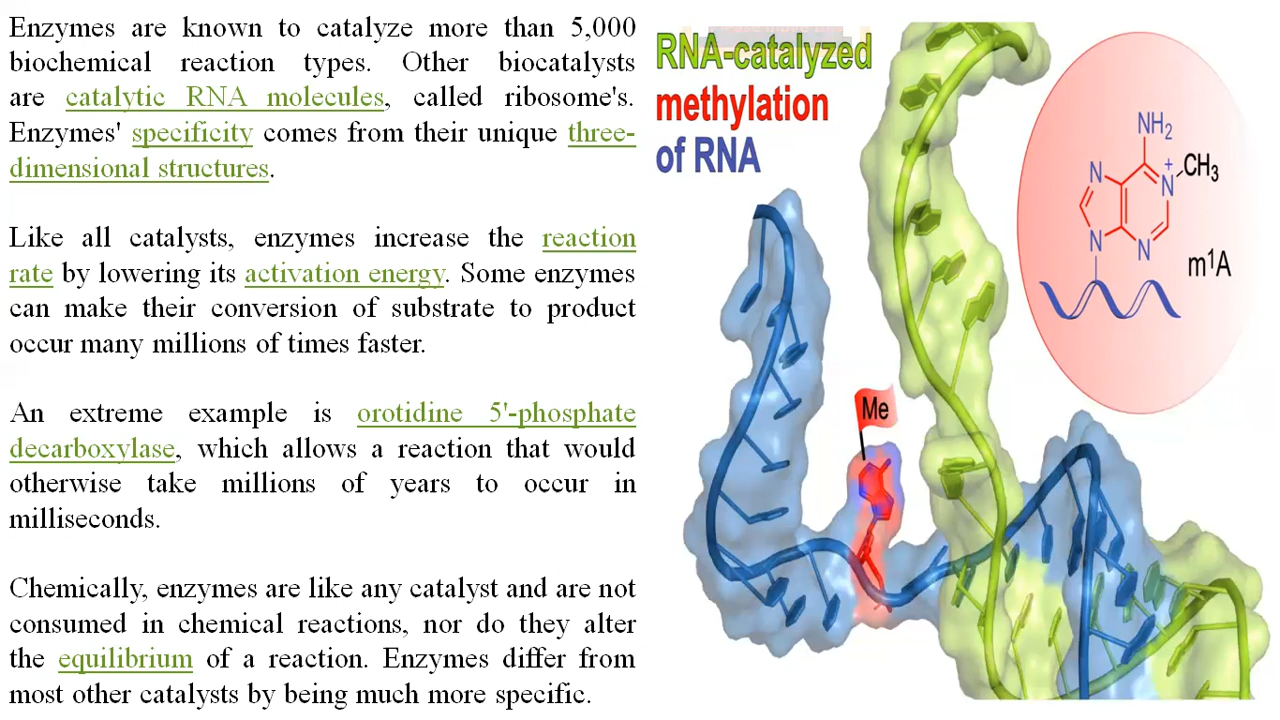 Enzymes are known to catalyze more than 5,000
biochemical reaction types. Other biocatalysts
are catalytic RNA molecules, called ribosome's.
Enzymes' specificity comes from their unique three-
dimensional structures.
Like all catalysts, enzymes increase the reaction
rate by lowering its activation energy. Some enzymes
can make their conversion of substrate to product
occur many millions of times faster.
An extreme example is orotidine 5'-phosphate
decarboxylase, which allows a reaction that would
otherwise take millions of years to occur in
milliseconds.
Chemically, enzymes are like any catalyst and are not
consumed in chemical reactions, nor do they alter
the equilibrium of a reaction. Enzymes differ from
most other catalysts by being much more specific.
RNA-catalyzed
methylation
of RNA
NH₂
N
+
N
CH₃
N
N
m¹A
Me